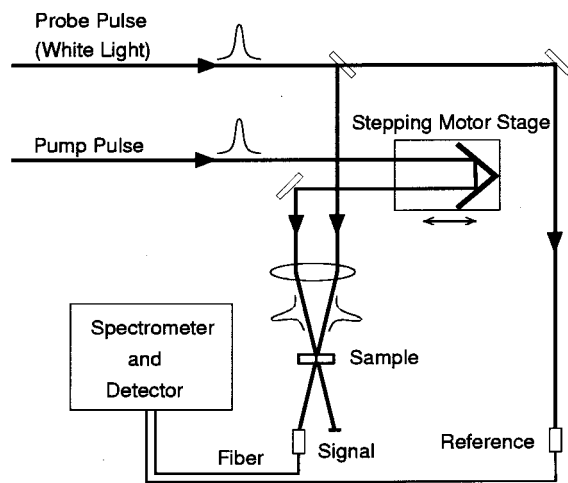 Probe Pulse
(White Light)
Stepping Motor Stage
Pump Pulse
Spectrometer
and
Detector
Sample
Fiber
Signal
Reference